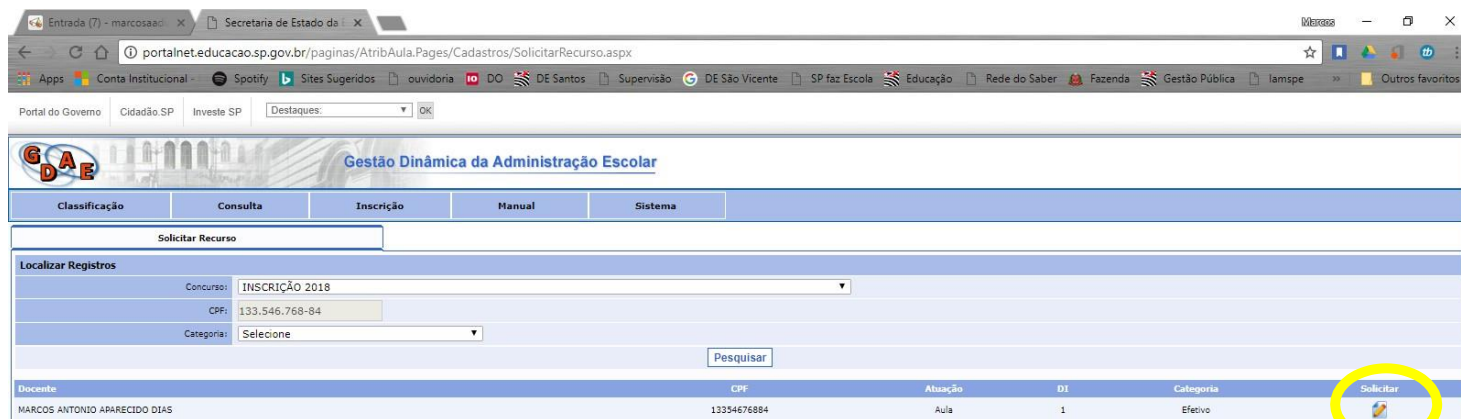 Entrada (7) - marcosaad Secretaria de Estado da E Marcos
portalnet.educacao.sp.gov.br/paginas/AtribAula.Pages/Cadastros/SolicitarRecurso.aspx
Apps Conta Institucional - Spotify Sites Sugeridos ouvidoria DO DE Santos Supervisão DE São Vicente SP faz Escola Educação Rede do Saber Fazenda Gestão Pública Iamspe » Outros favoritos
Portal do Governo Cidadão.SP Investe SP Destaques: OK
GDAE Gestão Dinâmica da Administração Escolar
Classificação Consulta Inscrição Manual Sistema
Solicitar Recurso
Localizar Registros
Concurso: INSCRIÇÃO 2018
CPF: 133.546.768-84
Categoria: Selecione
Pesquisar
Docente CPF Atuação DI Categoria Solicitar
MARCOS ANTONIO APARECIDO DIAS 13354676884 Aula 1 Efetivo